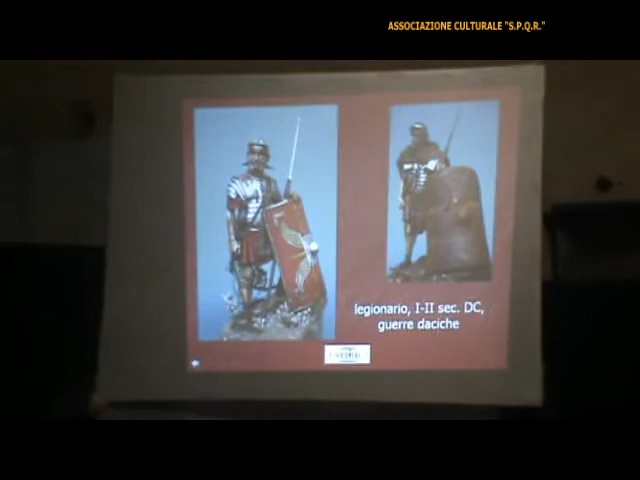 ASSOCIAZIONE CULTURALE "S.P.Q.R."
legionario, I-II sec. DC,
guerre daciche